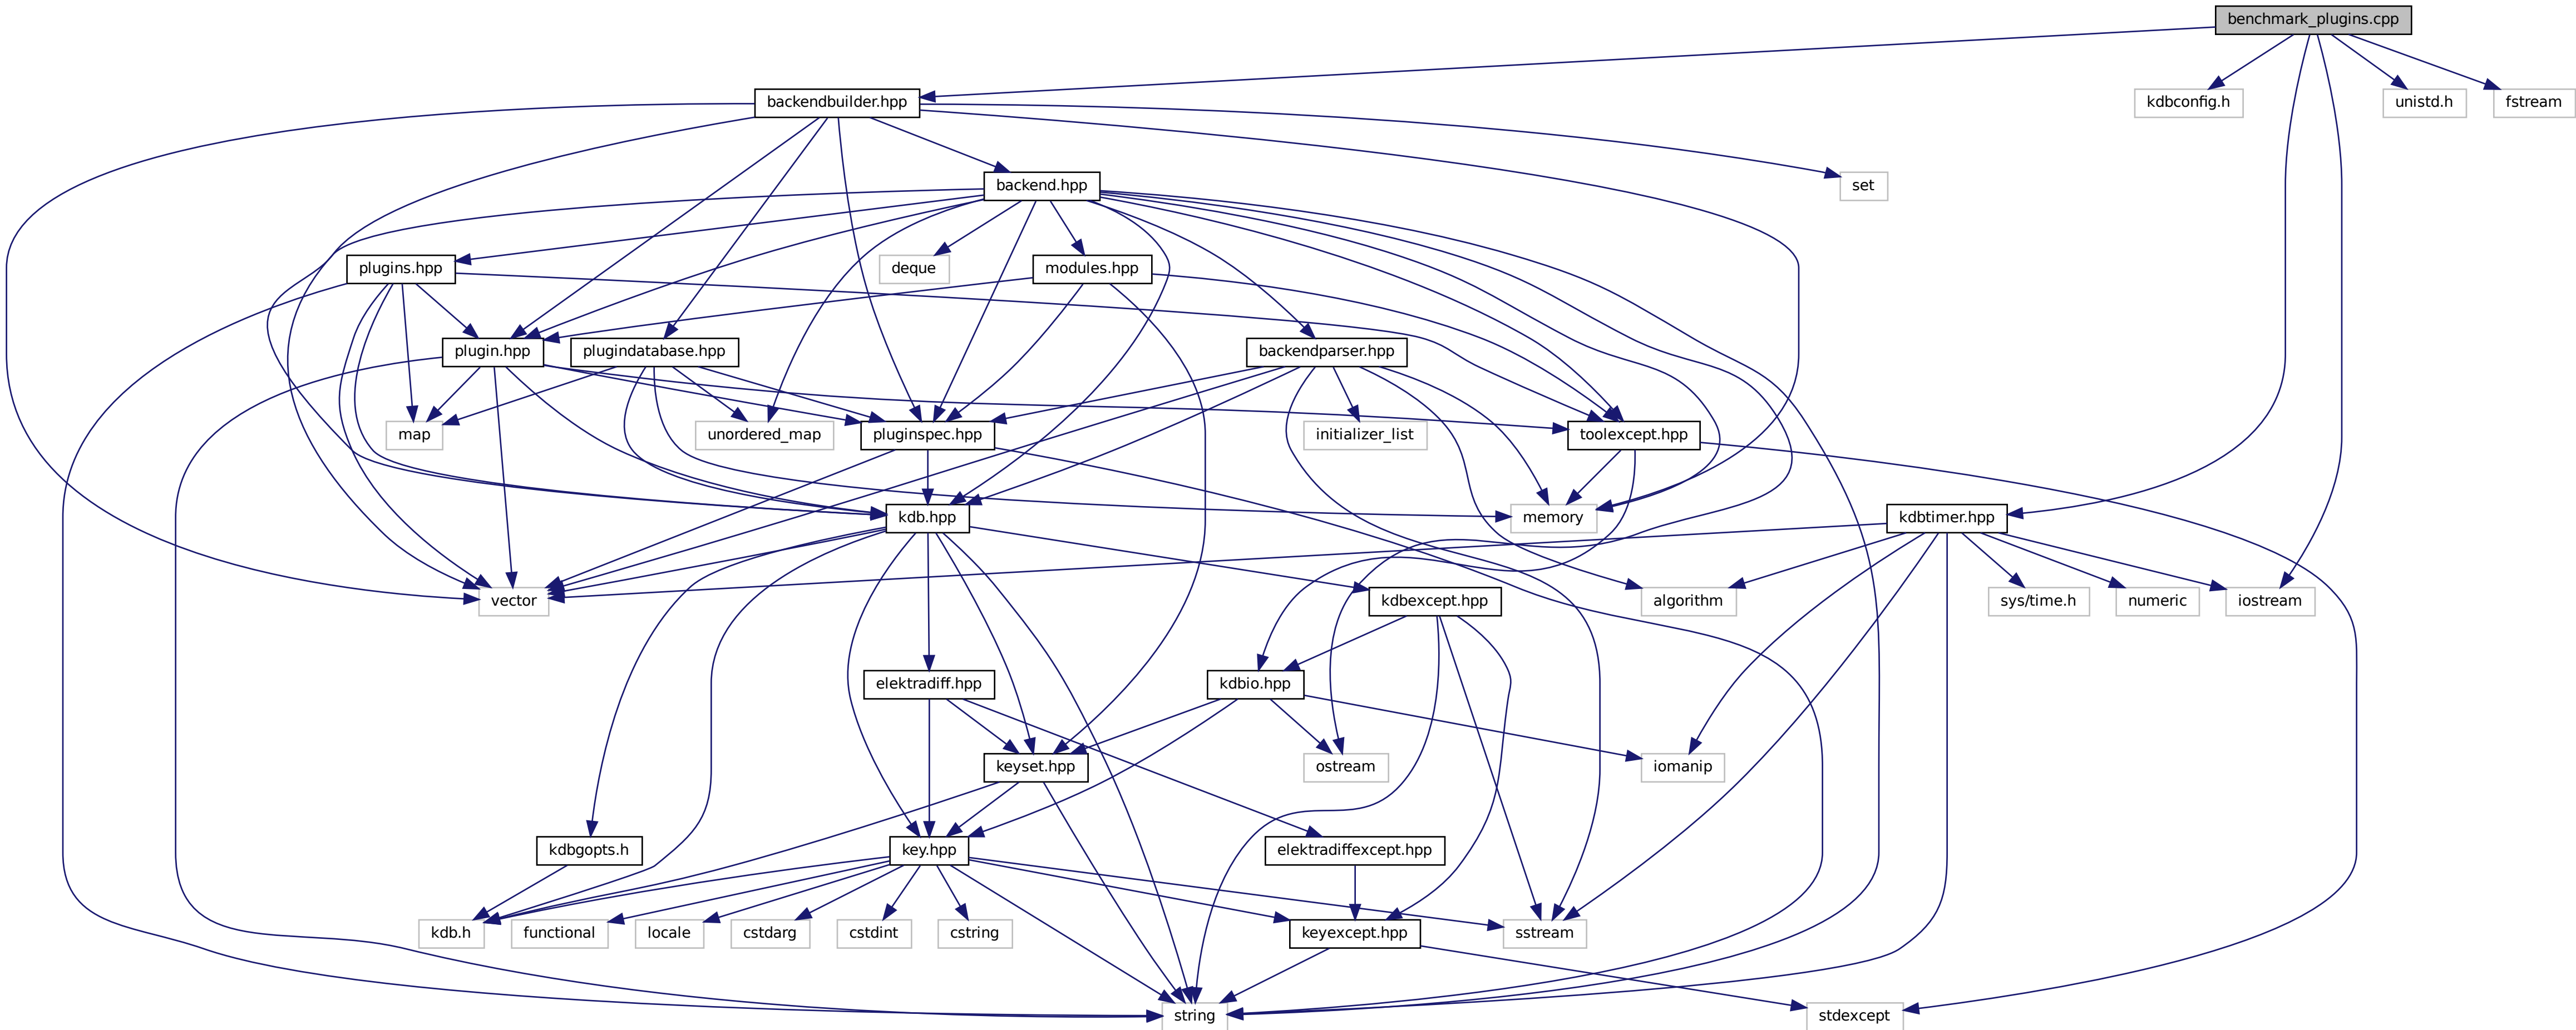 benchmark_plugins.cpp
backendbuilder.hpp
kdbconfig.h
unistd.h
fstream
backend.hpp
set
plugins.hpp
deque
modules.hpp
plugin.hpp
plugindatabase.hpp
backendparser.hpp
map
unordered_map
pluginspec.hpp
initializer_list
toolexcept.hpp
kdb.hpp
memory
kdbtimer.hpp
vector
kdbexcept.hpp
algorithm
sys/time.h
numeric
iostream
elektradiff.hpp
kdbio.hpp
keyset.hpp
ostream
iomanip
kdbgopts.h
key.hpp
elektradiffexcept.hpp
kdb.h
functional
locale
cstdarg
cstdint
cstring
keyexcept.hpp
sstream
string
stdexcept